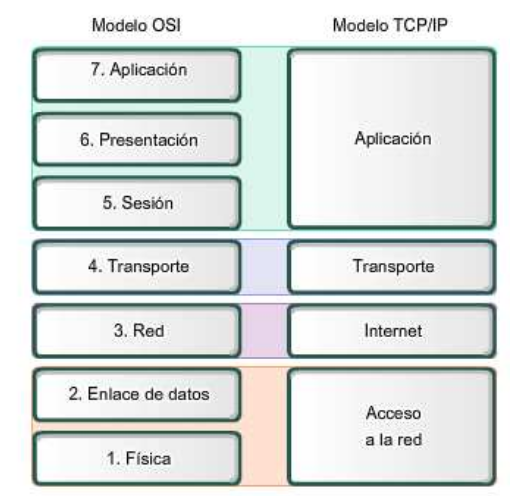 Modelo OSI
Modelo TCP/IP
7. Aplicación
6. Presentación
5. Sesión
Aplicación
4. Transporte
Transporte
3. Red
Internet
2. Enlace de datos
1. Física
Acceso
a la red